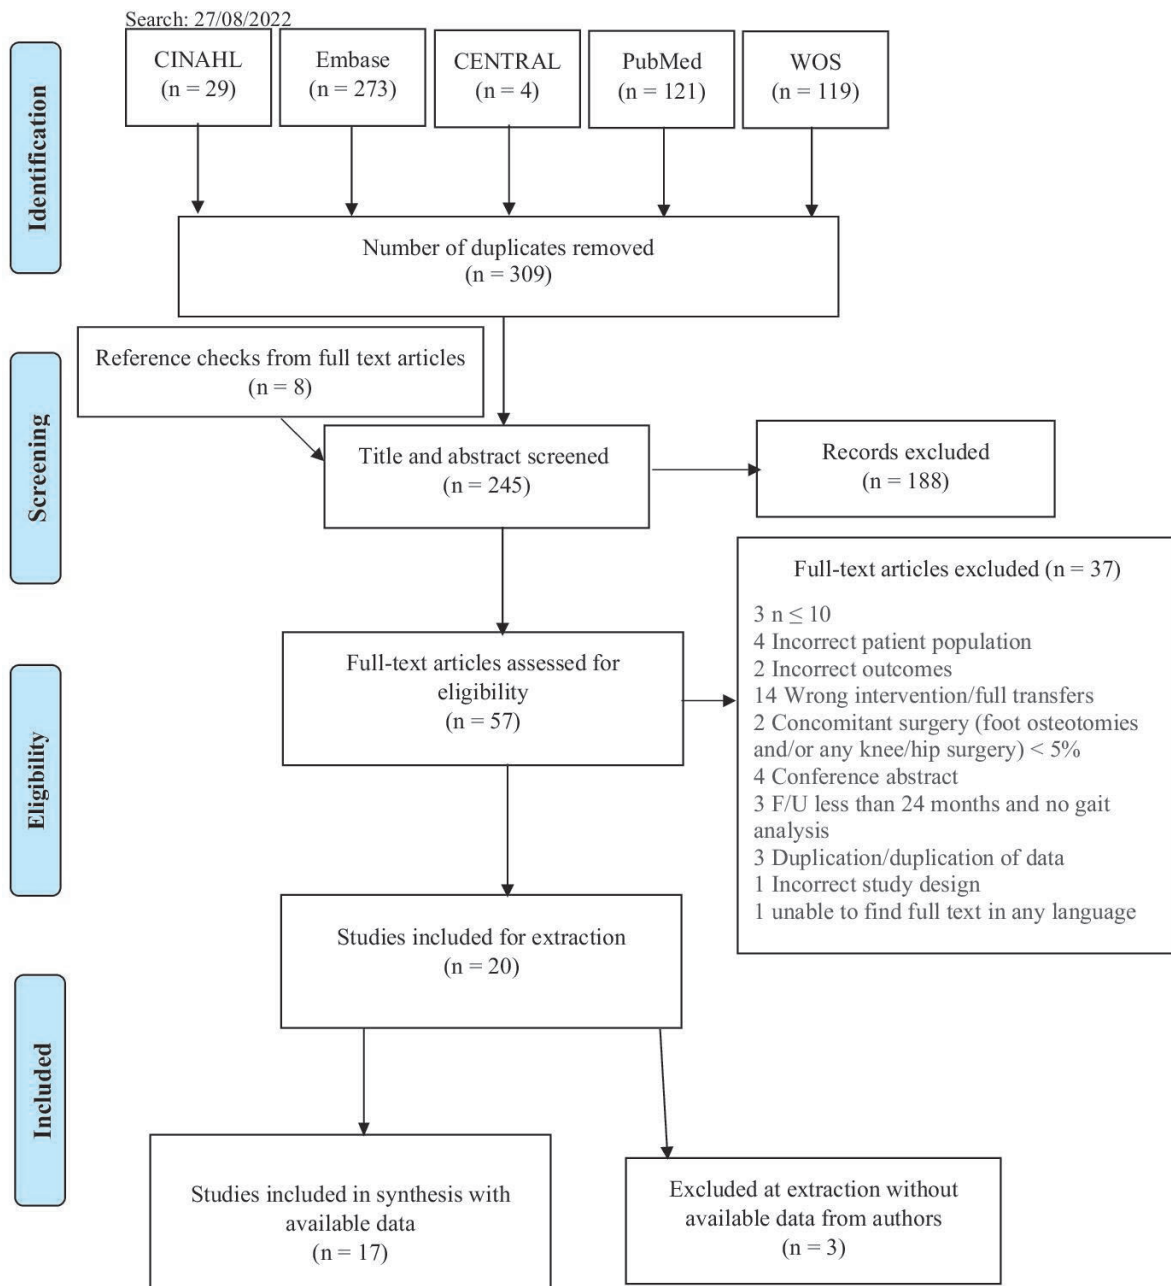 Search: 27/08/2022
CINAHL
(n = 29)
Embase
(n = 273)
CENTRAL
(n = 4)
PubMed
(n = 121)
WOS
(n = 119)
Identification
Number of duplicates removed
(n = 309)
Screening
Reference checks from full text articles
(n = 8)
Title and abstract screened
(n = 245)
Records excluded
(n = 188)
Eligibility
Full-text articles assessed for
eligibility
(n = 57)
Full-text articles excluded (n = 37)
3 n ≤ 10
4 Incorrect patient population
2 Incorrect outcomes
14 Wrong intervention/full transfers
2 Concomitant surgery (foot osteotomies
and/or any knee/hip surgery) < 5%
4 Conference abstract
3 F/U less than 24 months and no gait
analysis
3 Duplication/duplication of data
1 Incorrect study design
1 unable to find full text in any language
Studies included for extraction
(n = 20)
Included
Studies included in synthesis with
available data
(n = 17)
Excluded at extraction without
available data from authors
(n = 3)